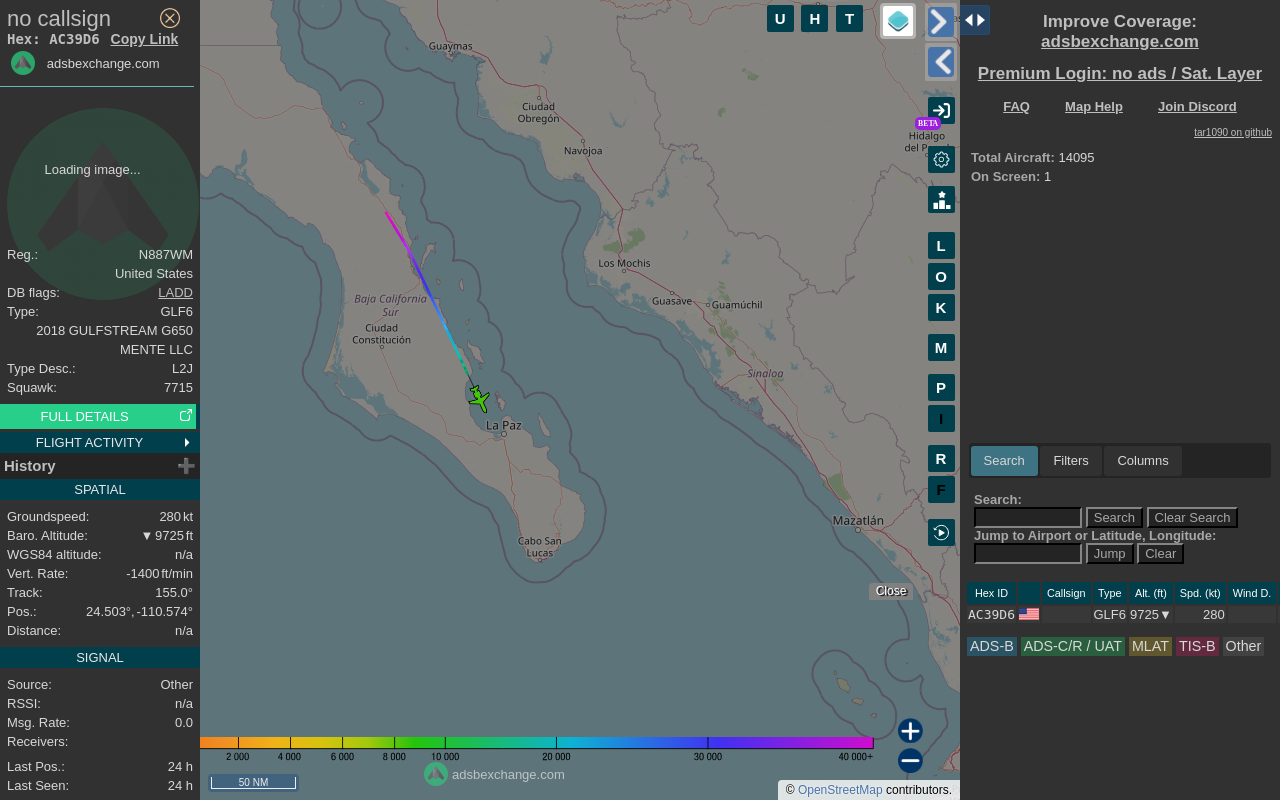 no callsign
Hex: AC39D6 Copy Link
adsbexchange.com
Loading image...
Reg.: N887WM
United States
DB flags: LADD
Type: GLF6
2018 GULFSTREAM G650
MENTE LLC
Type Desc.: L2J
Squawk: 7715
FULL DETAILS
FLIGHT ACTIVITY
History
SPATIAL
Groundspeed: 280 kt
Baro. Altitude: ▼ 9725 ft
WGS84 altitude: n/a
Vert. Rate: -1400 ft/min
Track: 155.0°
Pos.: 24.503°, -110.574°
Distance: n/a
SIGNAL
Source: Other
RSSI: n/a
Msg. Rate: 0.0
Receivers:
Last Pos.: 24 h
Last Seen: 24 h
U H T
Guaymas
Ciudad
Obregón
Navojoa
BETA
Hidalgo
Los Mochis
Guasave
Guamúchil
Baja California
Sur
Ciudad
Constitución
Sinaloa
La Paz
Mazatlán
Cabo San
Lucas
L
O
K
M
P
I
R
F
Close
2 000 4 000 6 000 8 000 10 000 20 000 30 000 40 000+
50 NM
adsbexchange.com
© OpenStreetMap contributors.
Improve Coverage:
adsbexchange.com
Premium Login: no ads / Sat. Layer
FAQ Map Help Join Discord
tar1090 on github
Total Aircraft: 14095
On Screen: 1
Search Filters Columns
Search:
Search Clear Search
Jump to Airport or Latitude, Longitude:
Jump Clear
Hex ID Callsign Type Alt. (ft) Spd. (kt) Wind D.
AC39D6 GLF6 9725▼ 280
ADS-B ADS-C/R / UAT MLAT TIS-B Other